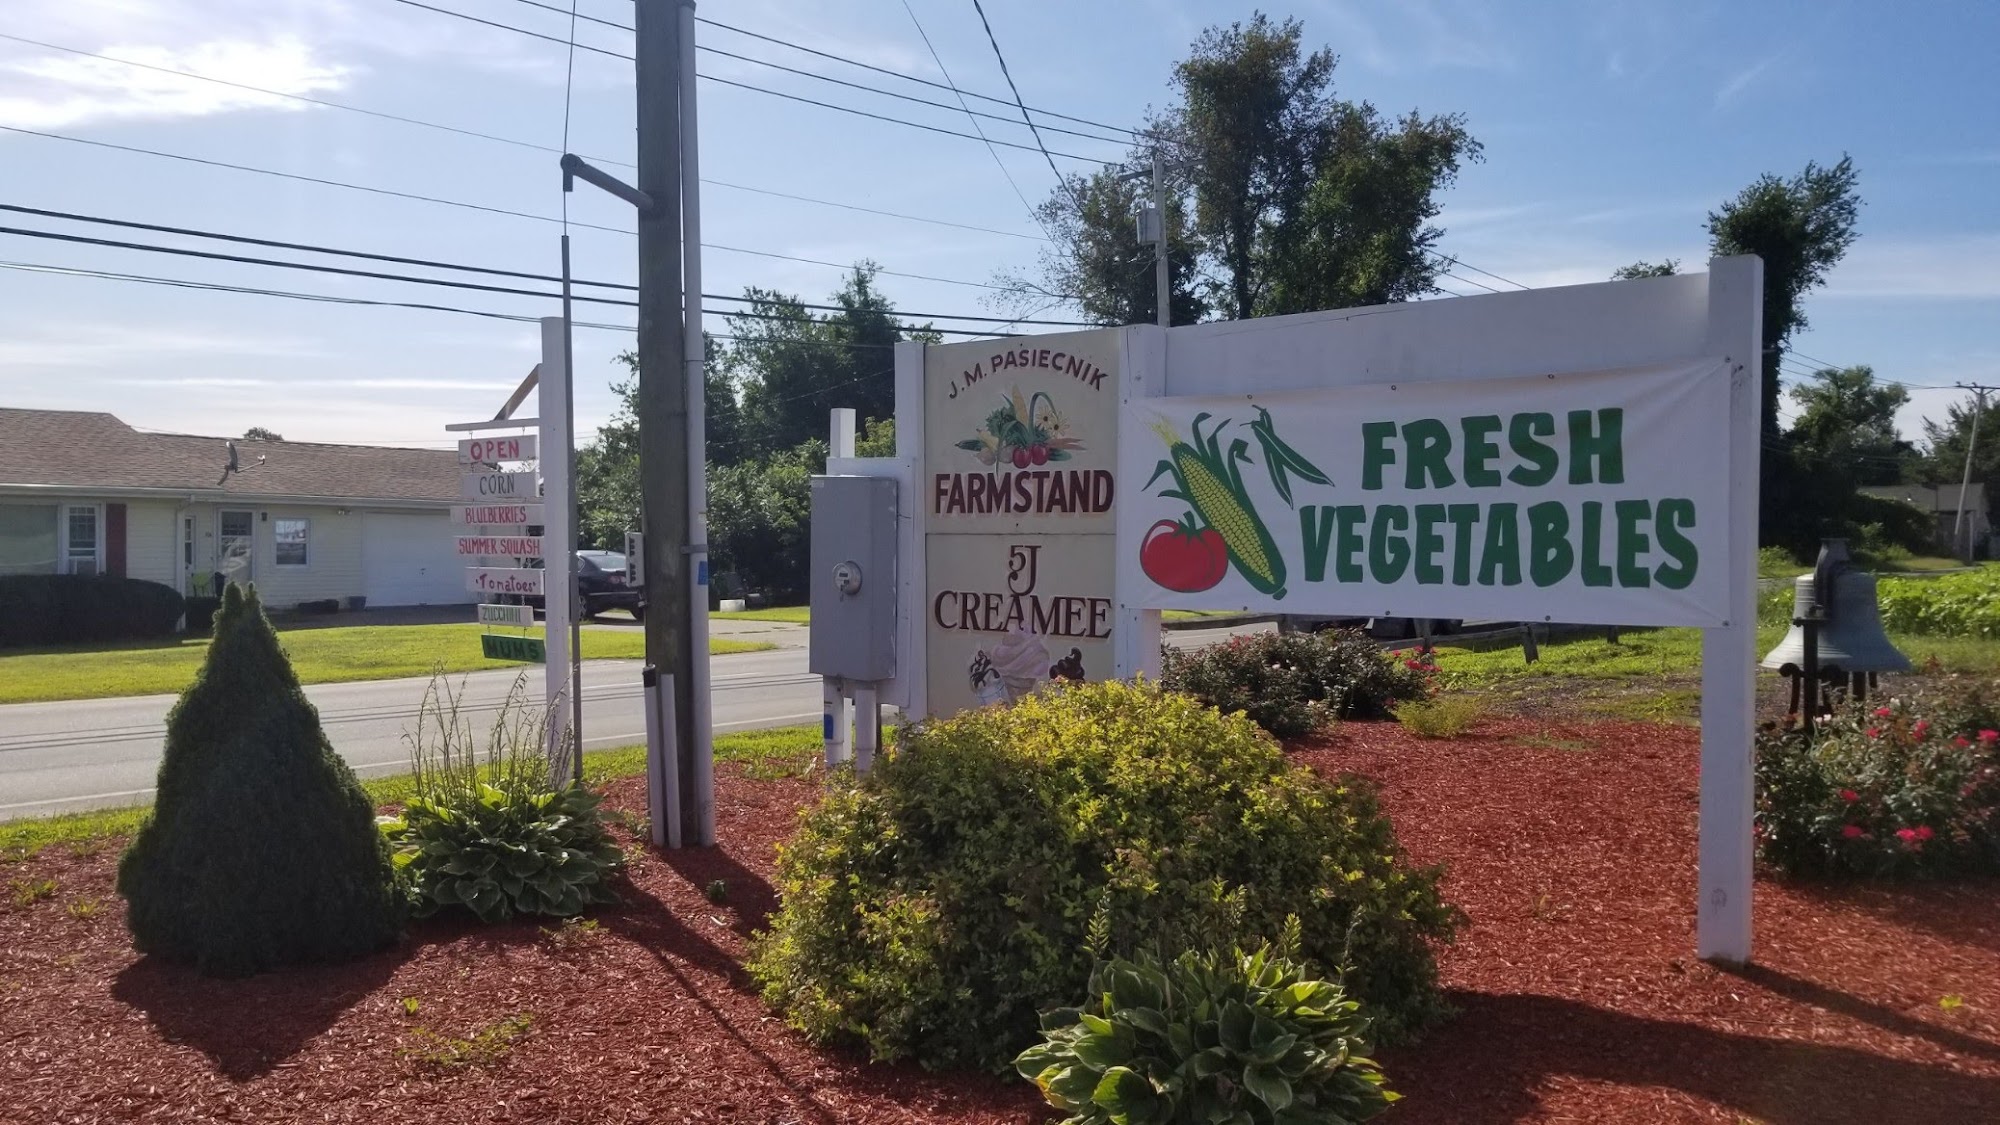 OPEN
CORN
BLUEBERRIES
SUMMER SQUASH
Tomatoes
ZUCCHINI
MUMS
J.M. PASIECNIK
FARMSTAND
5J
CREAMEE
FRESH
VEGETABLES